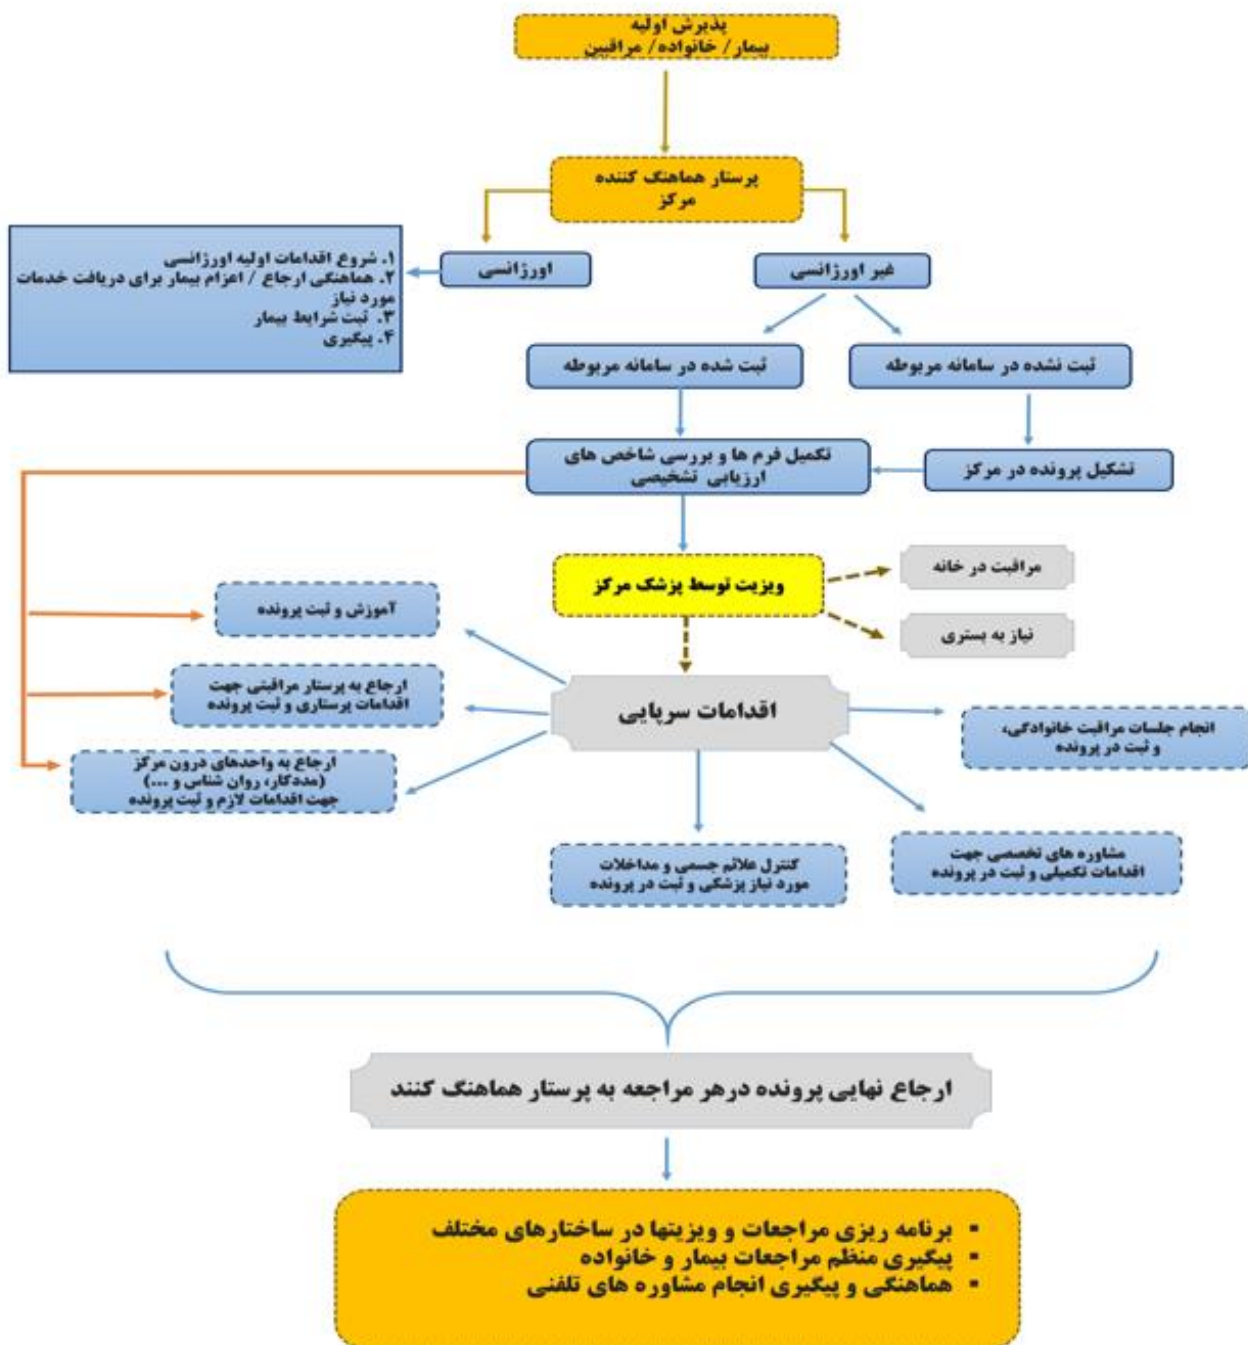 پذیرش اولیه
بیمار/ خانواده/ مراقبین
پرستار هماهنگ کننده
مرکز
اورژانسی
غیر اورژانسی
۱. شروع اقدامات اولیه اورژانسی
۲. هماهنگی ارجاع / اعزام بیمار برای دریافت خدمات
مورد نیاز
۳. ثبت شرایط بیمار
۴. پیگیری
ثبت نشده در سامانه مربوطه
ثبت شده در سامانه مربوطه
تشکیل پرونده در مرکز
تکمیل فرم ها و بررسی شاخص های
ارزیابی تشخیصی
ویزیت توسط پزشک مرکز
مراقبت در خانه
نیاز به بستری
آموزش و ثبت پرونده
ارجاع به پرستار مراقبتی جهت
اقدامات پرستاری و ثبت پرونده
اقدامات سرپایی
انجام جلسات مراقبت خانوادگی،
و ثبت در پرونده
ارجاع به واحدهای درون مرکز
(مددکار، روان شناس و ...)
جهت اقدامات لازم و ثبت پرونده
مشاوره های تخصصی جهت
اقدامات تکمیلی و ثبت در پرونده
کنترل علائم جسمی و مداخلات
مورد نیاز پزشکی و ثبت در پرونده
ارجاع نهایی پرونده درهر مراجعه به پرستار هماهنگ کنند
▪ برنامه ریزی مراجعات و ویزیتها در ساختارهای مختلف
▪ پیگیری منظم مراجعات بیمار و خانواده
▪ هماهنگی و پیگیری انجام مشاوره های تلفنی